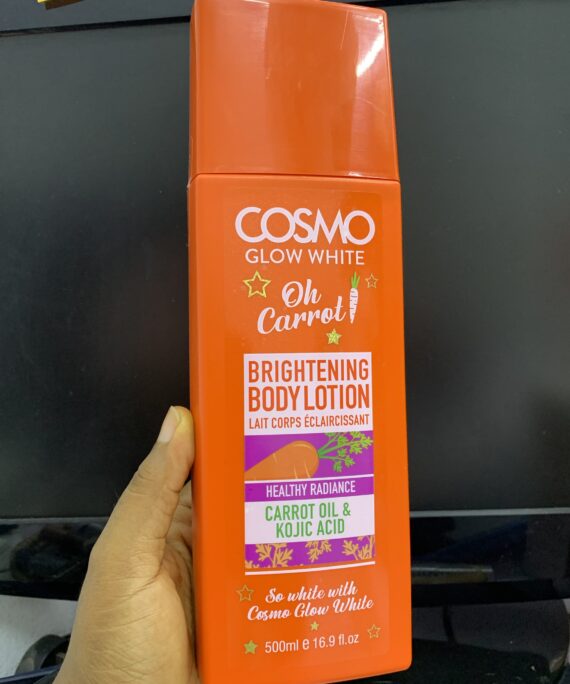 COSMO
GLOW WHITE
Oh
Carrot
BRIGHTENING
BODY LOTION
LAIT CORPS ÉCLAIRCISSANT
HEALTHY RADIANCE
CARROT OIL &
KOJIC ACID
So white with
Cosmo Glow White
500ml e 16.9 fl.oz